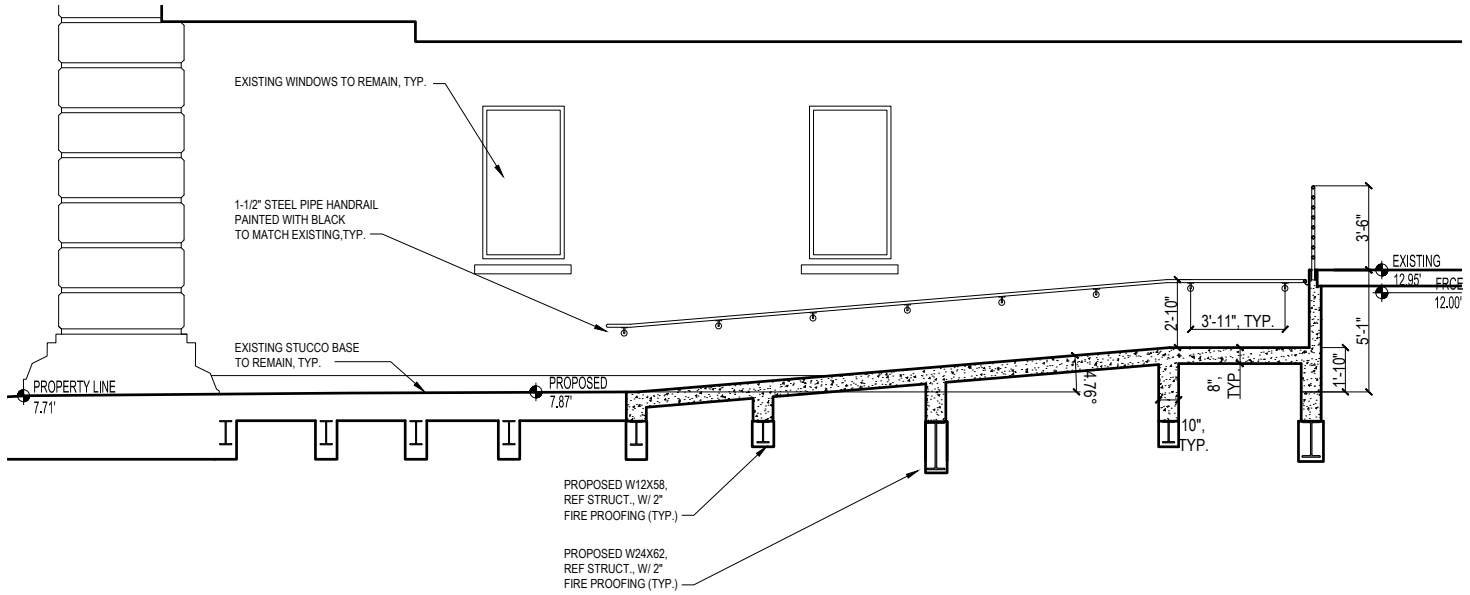 EXISTING WINDOWS TO REMAIN, TYP.
1-1/2" STEEL PIPE HANDRAIL
PAINTED WITH BLACK
TO MATCH EXISTING,TYP.
3'-6"
EXISTING
12.95'
FRCE
12.00'
2'-10"
3'-11", TYP.
5'-1"
EXISTING STUCCO BASE
TO REMAIN, TYP.
PROPERTY LINE
7.71'
PROPOSED
7.87'
4.76°
8",
TYP
1'-10"
10",
TYP.
PROPOSED W12X58,
REF STRUCT., W/ 2"
FIRE PROOFING (TYP.)
PROPOSED W24X62,
REF STRUCT., W/ 2"
FIRE PROOFING (TYP.)